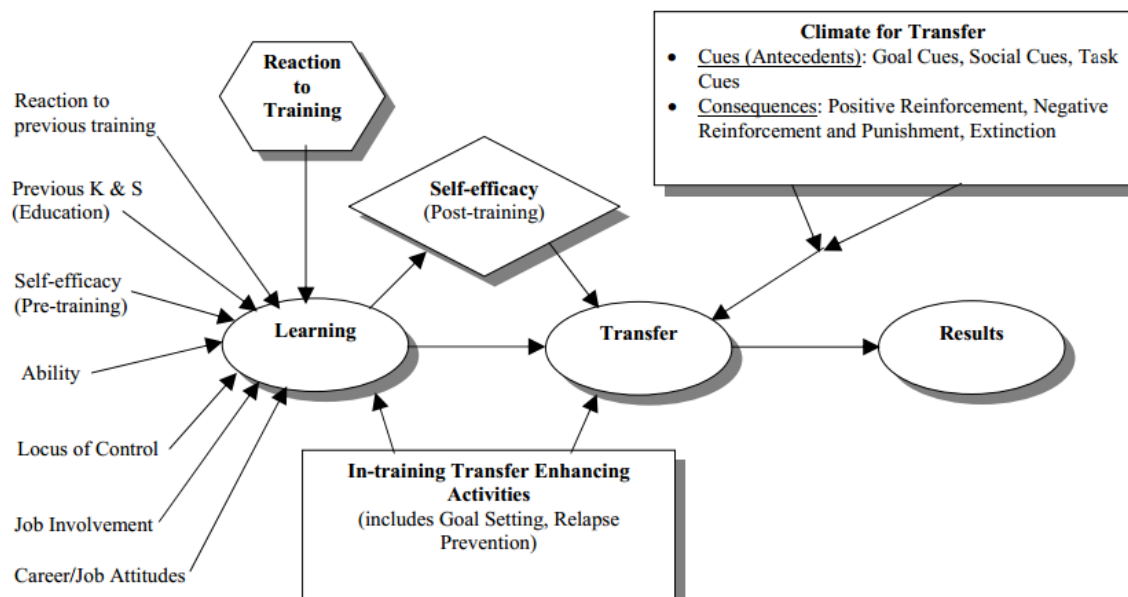 Climate for Transfer
• Cues (Antecedents): Goal Cues, Social Cues, Task
Cues
• Consequences: Positive Reinforcement, Negative
Reinforcement and Punishment, Extinction
Reaction
to
Training
Reaction to
previous training
Previous K & S
(Education)
Self-efficacy
(Post-training)
Self-efficacy
(Pre-training)
Learning
Transfer
Results
Ability
Locus of Control
Job Involvement
Career/Job Attitudes
In-training Transfer Enhancing
Activities
(includes Goal Setting, Relapse
Prevention)